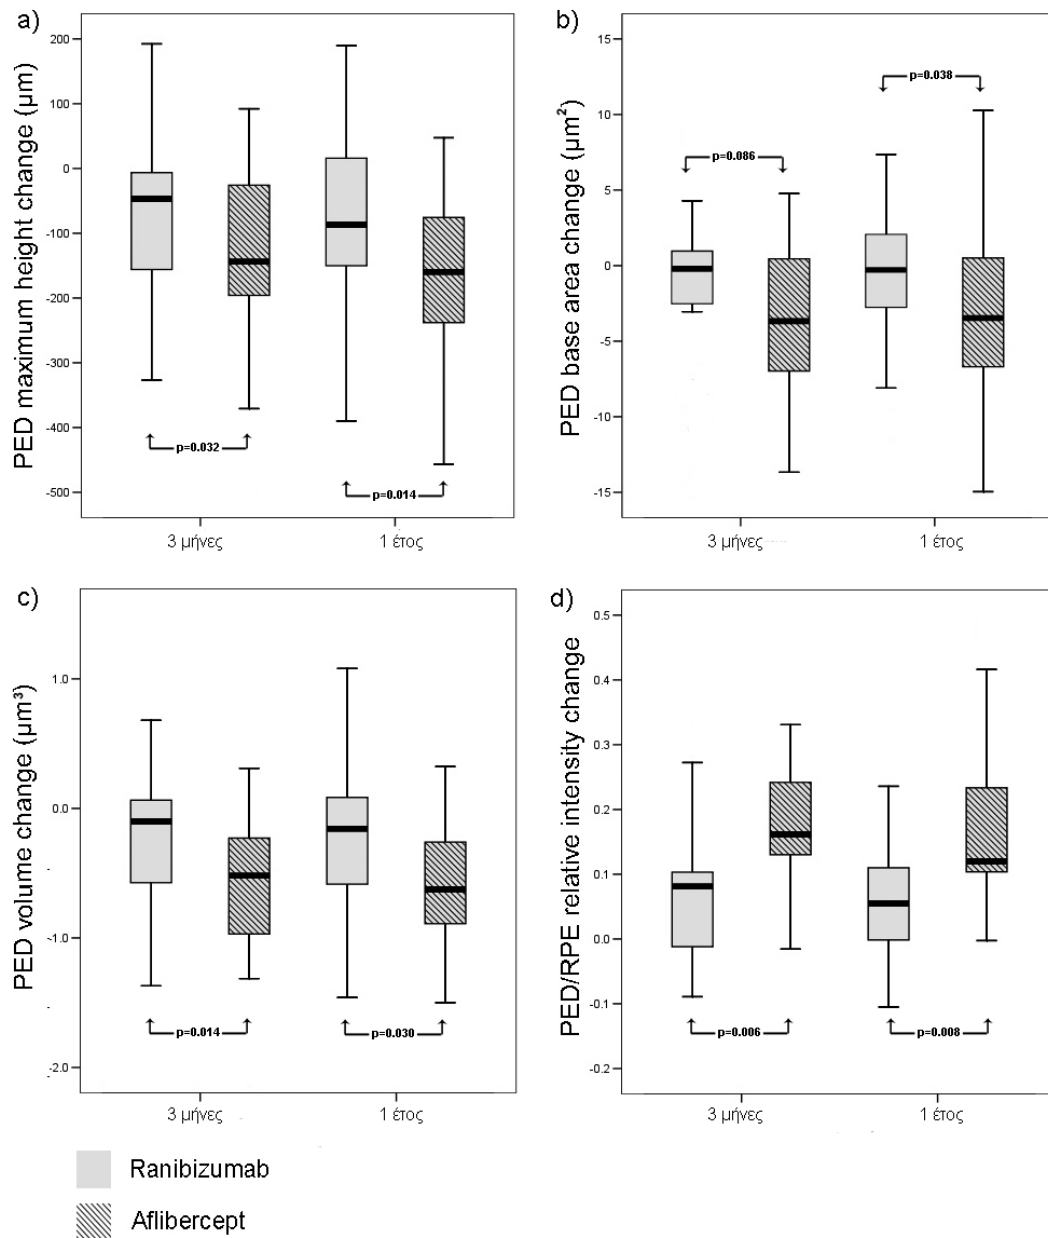 a)
PED maximum height change (µm)
200
100
0
-100
-200
-300
-400
-500
p=0.032
p=0.014
3 μήνες
1 έτος
b)
PED base area change (µm²)
15
10
5
0
-5
-10
-15
p=0.086
p=0.038
3 μήνες
1 έτος
c)
PED volume change (µm³)
1.0
0.0
-1.0
-2.0
p=0.014
p=0.030
3 μήνες
1 έτος
d)
PED/RPE relative intensity change
0.5
0.4
0.3
0.2
0.1
0.0
-0.1
-0.2
p=0.006
p=0.008
3 μήνες
1 έτος
Ranibizumab
Aflibercept